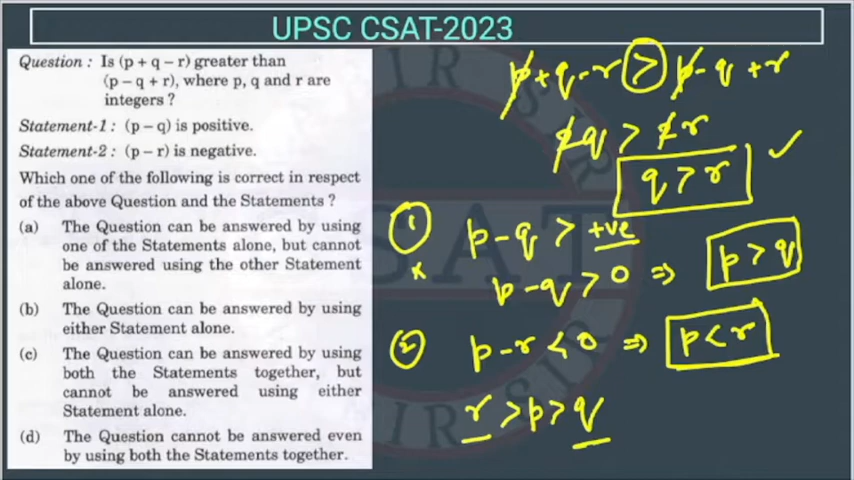 UPSC CSAT-2023
Question : Is (p + q – r) greater than
(p – q + r), where p, q and r are
integers ?
Statement-1 : (p – q) is positive.
Statement-2 : (p – r) is negative.
Which one of the following is correct in respect
of the above Question and the Statements ?
(a) The Question can be answered by using
one of the Statements alone, but cannot
be answered using the other Statement
alone.
(b) The Question can be answered by using
either Statement alone.
(c) The Question can be answered by using
both the Statements together, but
cannot be answered using either
Statement alone.
(d) The Question cannot be answered even
by using both the Statements together.
p + q - r > p - q + r
2q > 2r
q > r
1 p - q > +ve
p - q > 0 ⇒ p > q
2 p - r < 0 ⇒ p < r
r > p > q